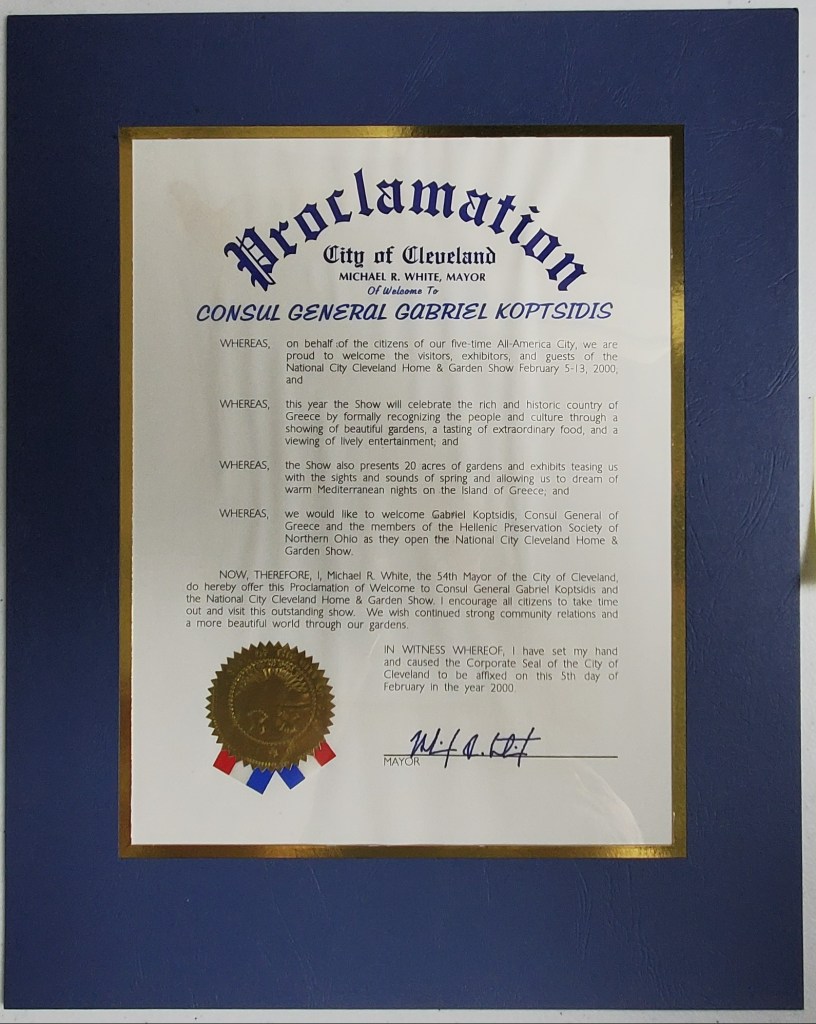 Proclamation
City of Cleveland
MICHAEL R. WHITE, MAYOR
Of Welcome To
CONSUL GENERAL GABRIEL KOPTSIDIS
WHEREAS, on behalf of the citizens of our five-time All-America City, we are
proud to welcome the visitors, exhibitors, and guests of the
National City Cleveland Home & Garden Show February 5-13, 2000,
and
WHEREAS, this year the Show will celebrate the rich and historic country of
Greece by formally recognizing the people and culture through a
showing of beautiful gardens, a tasting of extraordinary food, and a
viewing of lively entertainment; and
WHEREAS, the Show also presents 20 acres of gardens and exhibits teasing us
with the sights and sounds of spring and allowing us to dream of
warm Mediterranean nights on the Island of Greece; and
WHEREAS, we would like to welcome Gabriel Koptsidis, Consul General of
Greece and the members of the Hellenic Preservation Society of
Northern Ohio as they open the National City Cleveland Home &
Garden Show.
NOW, THEREFORE, I, Michael R. White, the 54th Mayor of the City of Cleveland,
do hereby offer this Proclamation of Welcome to Consul General Gabriel Koptsidis and
the National City Cleveland Home & Garden Show. I encourage all citizens to take time
out and visit this outstanding show. We wish continued strong community relations and
a more beautiful world through our gardens.
IN WITNESS WHEREOF, I have set my hand
and caused the Corporate Seal of the City of
Cleveland to be affixed on this 5th day of
February in the year 2000.
MAYOR